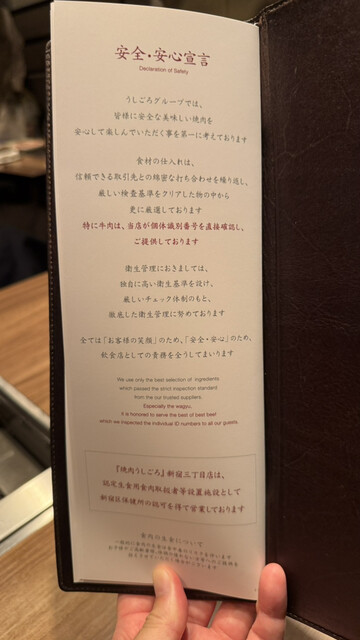 安全・安心宣言
Declaration of Safety
うしごろグループでは、
皆様に安全な美味しい焼肉を
安心して楽しんでいただく事を第一に考えております
食材の仕入れは、
信頼できる取引先との綿密な打ち合わせを繰り返し、
厳しい検査基準をクリアした物の中から
更に厳選しております
特に牛肉は、当店が個体識別番号を直接確認し、
ご提供しております
衛生管理におきましては、
独自に高い衛生基準を設け、
厳しいチェック体制のもと、
徹底した衛生管理に努めております
全ては「お客様の笑顔」のため、「安全・安心」のため、
飲食店としての責務を全うしてまいります
We use only the best selection of ingredients
which passed the strict inspection standard
from our trusted suppliers.
Especially the wagyu,
it is honored to serve the best of best beef
which we inspected the individual ID numbers to all our guests.
『焼肉うしごろ』新宿三丁目店は、
認定生食用食肉取扱者等設置施設として
新宿区保健所の認可を得て営業しております
食肉の生食について